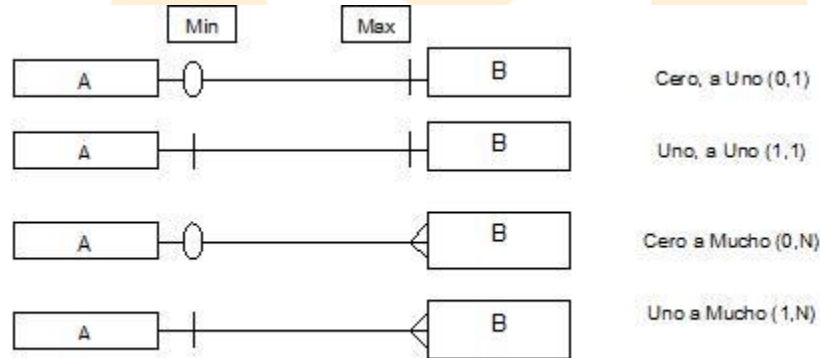 Min Max
A B Cero, a Uno (0,1)
A B Uno, a Uno (1,1)
A B Cero a Mucho (0,N)
A B Uno a Mucho (1,N)